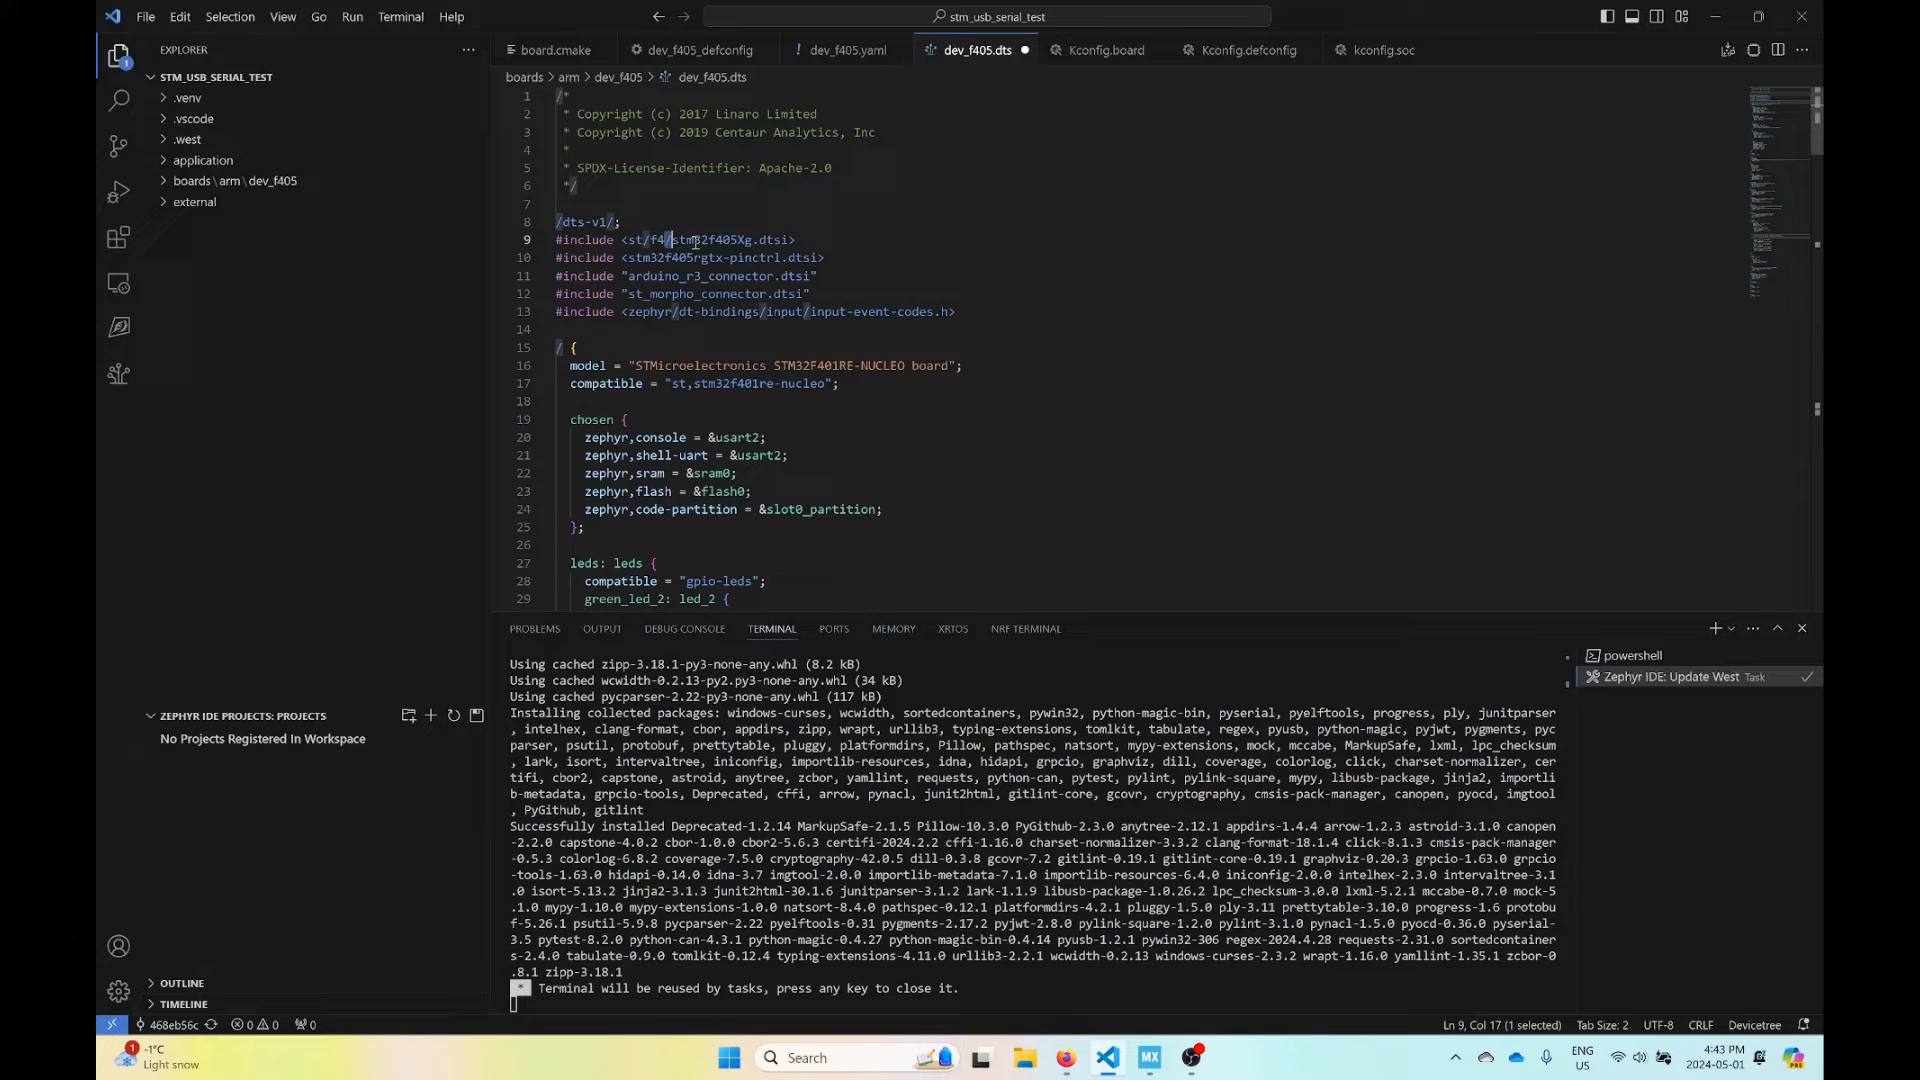 File Edit Selection View Go Run Terminal Help
stm_usb_serial_test
EXPLORER
STM_USB_SERIAL_TEST
.venv
.vscode
.west
application
boards\arm\dev_f405
external
ZEPHYR IDE PROJECTS: PROJECTS
No Projects Registered In Workspace
OUTLINE
TIMELINE
board.cmake dev_f405_defconfig dev_f405.yaml dev_f405.dts Kconfig.board Kconfig.defconfig kconfig.soc
boards > arm > dev_f405 > dev_f405.dts
1 /*
2 * Copyright (c) 2017 Linaro Limited
3 * Copyright (c) 2019 Centaur Analytics, Inc
4 *
5 * SPDX-License-Identifier: Apache-2.0
6 */
7
8 /dts-v1/;
9 #include <st/f4/stm32f405Xg.dtsi>
10 #include <stm32f405rgtx-pinctrl.dtsi>
11 #include "arduino_r3_connector.dtsi"
12 #include "st_morpho_connector.dtsi"
13 #include <zephyr/dt-bindings/input/input-event-codes.h>
14
15 / {
16 model = "STMicroelectronics STM32F401RE-NUCLEO board";
17 compatible = "st,stm32f401re-nucleo";
18
19 chosen {
20 zephyr,console = &usart2;
21 zephyr,shell-uart = &usart2;
22 zephyr,sram = &sram0;
23 zephyr,flash = &flash0;
24 zephyr,code-partition = &slot0_partition;
25 };
26
27 leds: leds {
28 compatible = "gpio-leds";
29 green_led_2: led_2 {
PROBLEMS OUTPUT DEBUG CONSOLE TERMINAL PORTS MEMORY XRTOS NRF TERMINAL
powershell
Zephyr IDE: Update West Task
Using cached zipp-3.18.1-py3-none-any.whl (8.2 kB)
Using cached wcwidth-0.2.13-py2.py3-none-any.whl (34 kB)
Using cached pycparser-2.22-py3-none-any.whl (117 kB)
Installing collected packages: windows-curses, wcwidth, sortedcontainers, pywin32, python-magic-bin, pyserial, pyelftools, progress, ply, junitparser
, intelhex, clang-format, cbor, appdirs, zipp, wrapt, urllib3, typing-extensions, tomlkit, tabulate, regex, pyusb, python-magic, pyjwt, pygments, pyc
parser, psutil, protobuf, prettytable, pluggy, platformdirs, Pillow, pathspec, natsort, mypy-extensions, mock, mccabe, MarkupSafe, lxml, lpc_checksum
, lark, isort, intervaltree, iniconfig, importlib-resources, idna, hidapi, grpcio, graphviz, dill, coverage, colorlog, click, charset-normalizer, cer
tifi, cbor2, capstone, astroid, anytree, zcbor, yamllint, requests, python-can, pytest, pylint, pylink-square, mypy, libusb-package, jinja2, importli
b-metadata, grpcio-tools, Deprecated, cffi, arrow, pynacl, junit2html, gitlint-core, gcovr, cryptography, cmsis-pack-manager, canopen, pyocd, imgtool
, PyGithub, gitlint
Successfully installed Deprecated-1.2.14 MarkupSafe-2.1.5 Pillow-10.3.0 PyGithub-2.3.0 anytree-2.12.1 appdirs-1.4.4 arrow-1.2.3 astroid-3.1.0 canopen
-2.2.0 capstone-4.0.2 cbor-1.0.0 cbor2-5.6.3 certifi-2024.2.2 cffi-1.16.0 charset-normalizer-3.3.2 clang-format-18.1.4 click-8.1.3 cmsis-pack-manager
-0.5.3 colorlog-6.8.2 coverage-7.5.0 cryptography-42.0.5 dill-0.3.8 gcovr-7.2 gitlint-0.19.1 gitlint-core-0.19.1 graphviz-0.20.3 grpcio-1.63.0 grpcio
-tools-1.63.0 hidapi-0.14.0 idna-3.7 imgtool-2.0.0 importlib-metadata-7.1.0 importlib-resources-6.4.0 iniconfig-2.0.0 intelhex-2.3.0 intervaltree-3.1
.0 isort-5.13.2 jinja2-3.1.3 junit2html-30.1.6 junitparser-3.1.2 lark-1.1.9 libusb-package-1.0.26.2 lpc_checksum-3.0.0 lxml-5.2.1 mccabe-0.7.0 mock-5
.1.0 mypy-1.10.0 mypy-extensions-1.0.0 natsort-8.4.0 pathspec-0.12.1 platformdirs-4.2.1 pluggy-1.5.0 ply-3.11 prettytable-3.10.0 progress-1.6 protobu
f-5.26.1 psutil-5.9.8 pycparser-2.22 pyelftools-0.31 pygments-2.17.2 pyjwt-2.8.0 pylink-square-1.2.0 pylint-3.1.0 pynacl-1.5.0 pyocd-0.36.0 pyserial-
3.5 pytest-8.2.0 python-can-4.3.1 python-magic-0.4.27 python-magic-bin-0.4.14 pyusb-1.2.1 pywin32-306 regex-2024.4.28 requests-2.31.0 sortedcontainer
s-2.4.0 tabulate-0.9.0 tomlkit-0.12.4 typing-extensions-4.11.0 urllib3-2.2.1 wcwidth-0.2.13 windows-curses-2.3.2 wrapt-1.16.0 yamllint-1.35.1 zcbor-0
.8.1 zipp-3.18.1
* Terminal will be reused by tasks, press any key to close it.
468eb56c 0 0 0 Ln 9, Col 17 (1 selected) Tab Size: 2 UTF-8 CRLF Devicetree
1 -1°C
Light snow
Search
MX
ENG
US
4:43 PM
2024-05-01
PRE